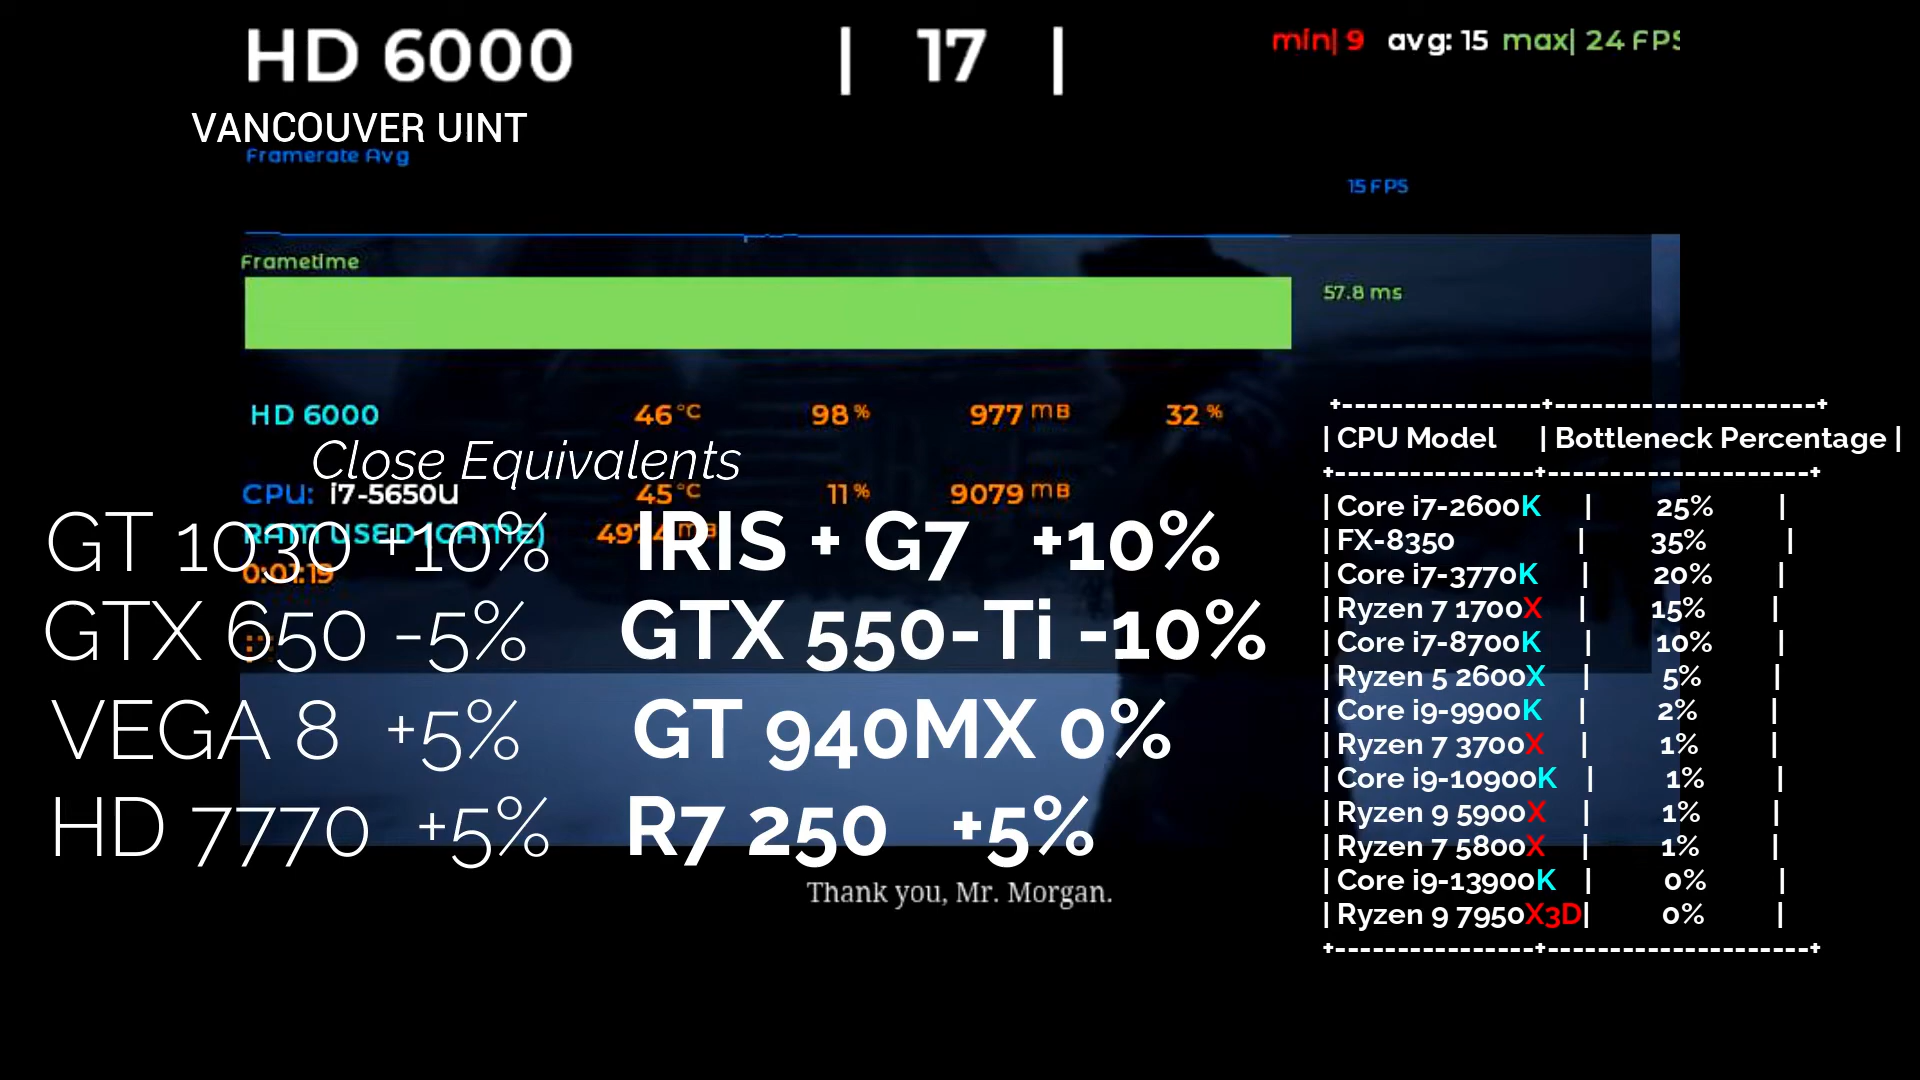 HD 6000 | 17 | min| 9 avg: 15 max| 24 FPS
VANCOUVER UINT
Framerate Avg
15 FPS
Frametime
57.8 ms
HD 6000 46°C 98% 977 MB 32%
Close Equivalents
CPU: i7-5650U 45°C 11% 9079 MB
RAM USED (GAME) 4974 MB
0:01:19
GT 1030 +10% IRIS + G7 +10%
GTX 650 -5% GTX 550-Ti -10%
VEGA 8 +5% GT 940MX 0%
HD 7770 +5% R7 250 +5%
Thank you, Mr. Morgan.
+----------------+---------------------+
| CPU Model | Bottleneck Percentage |
+----------------+---------------------+
| Core i7-2600K | 25% |
| FX-8350 | 35% |
| Core i7-3770K | 20% |
| Ryzen 7 1700X | 15% |
| Core i7-8700K | 10% |
| Ryzen 5 2600X | 5% |
| Core i9-9900K | 2% |
| Ryzen 7 3700X | 1% |
| Core i9-10900K | 1% |
| Ryzen 9 5900X | 1% |
| Ryzen 7 5800X | 1% |
| Core i9-13900K | 0% |
| Ryzen 9 7950X3D| 0% |
+----------------+---------------------+